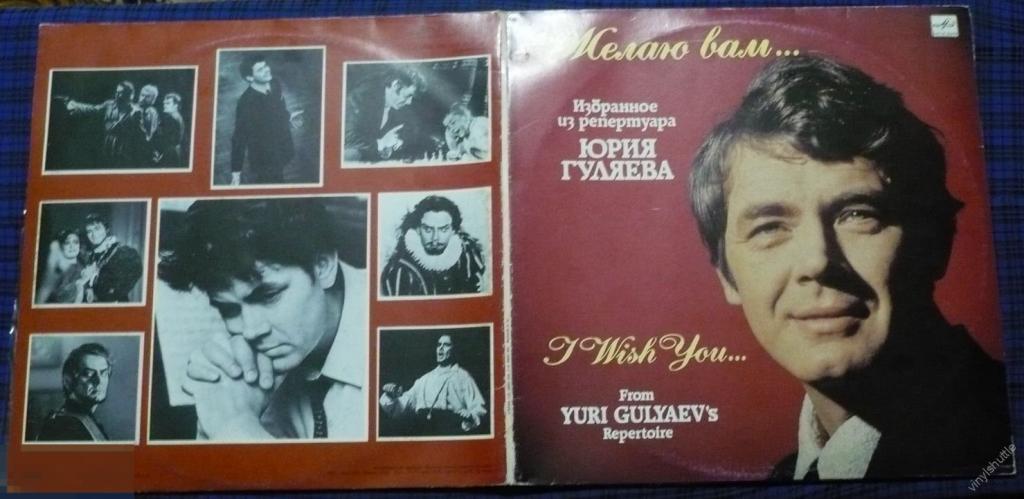 Желаю вам...
Избранное
из репертуара
ЮРИЯ
ГУЛЯЕВА
I Wish You...
From
YURI GULYAEV's
Repertoire
vinylshuttle